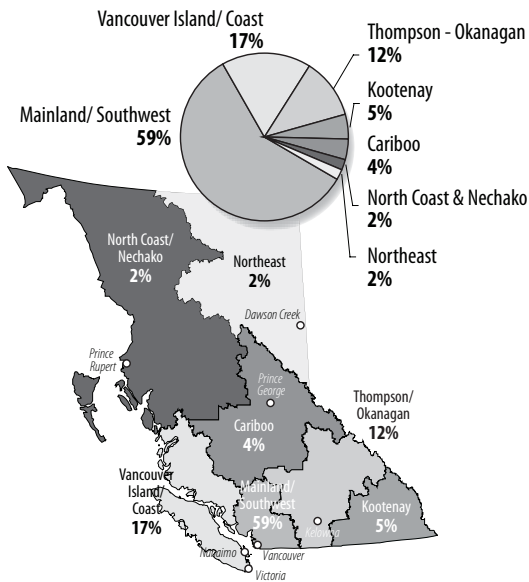 Vancouver Island/ Coast
17%
Thompson - Okanagan
12%
Mainland/ Southwest
59%
Kootenay
5%
Cariboo
4%
North Coast & Nechako
2%
Northeast
2%
North Coast/
Nechako
2%
Northeast
2%
Dawson Creek
Prince
Rupert
Prince
George
Thompson/
Okanagan
12%
Cariboo
4%
Vancouver
Island/
Coast
17%
Mainland/
Southwest
59%
Kootenay
5%
Kelowna
Nanaimo
Vancouver
Victoria